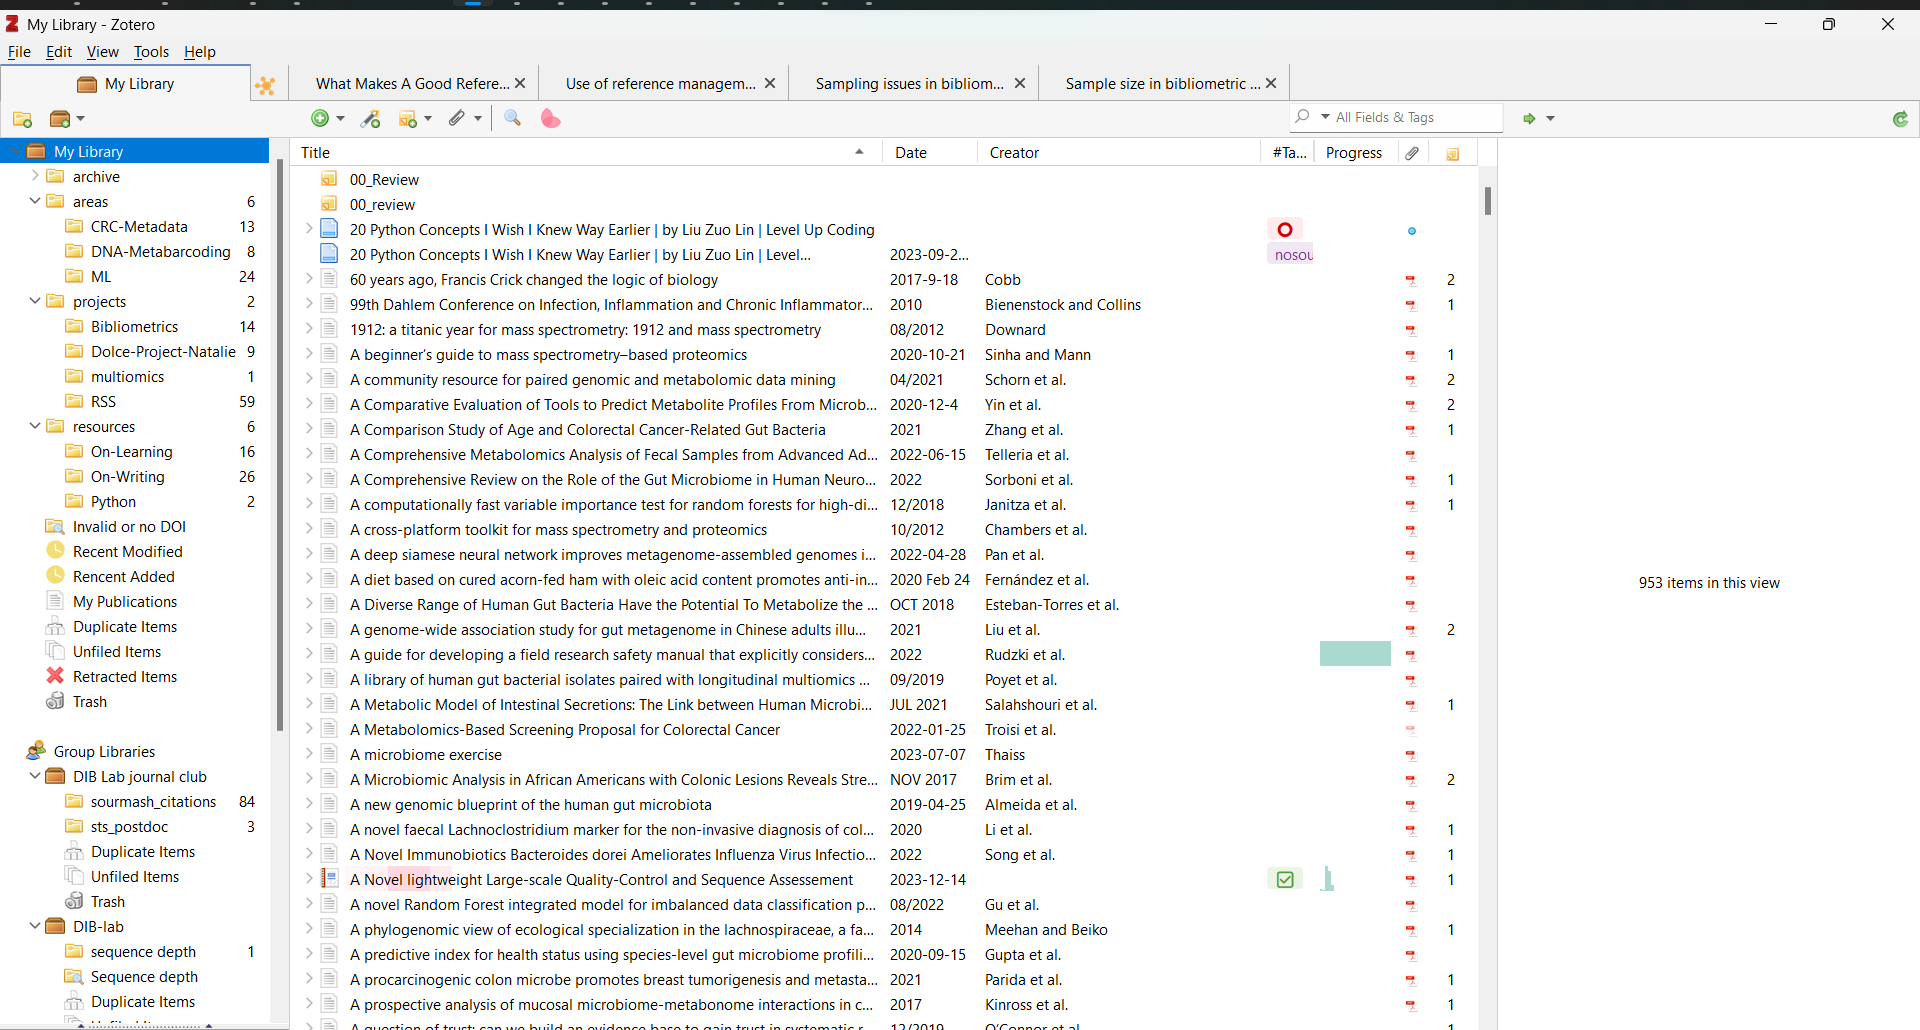 My Library - Zotero
File Edit View Tools Help
My Library What Makes A Good Refere... Use of reference managem... Sampling issues in bibliom... Sample size in bibliometric ...
All Fields & Tags
My Library
archive
areas 6
CRC-Metadata 13
DNA-Metabarcoding 8
ML 24
projects 2
Bibliometrics 14
Dolce-Project-Natalie 9
multiomics 1
RSS 59
resources 6
On-Learning 16
On-Writing 26
Python 2
Invalid or no DOI
Recent Modified
Rencent Added
My Publications
Duplicate Items
Unfiled Items
Retracted Items
Trash
Group Libraries
DIB Lab journal club
sourmash_citations 84
sts_postdoc 3
Duplicate Items
Unfiled Items
Trash
DIB-lab
sequence depth 1
Sequence depth
Duplicate Items
Title Date Creator #Ta... Progress
00_Review
00_review
20 Python Concepts I Wish I Knew Way Earlier | by Liu Zuo Lin | Level Up Coding
20 Python Concepts I Wish I Knew Way Earlier | by Liu Zuo Lin | Level... 2023-09-2... nosou
60 years ago, Francis Crick changed the logic of biology 2017-9-18 Cobb 2
99th Dahlem Conference on Infection, Inflammation and Chronic Inflammator... 2010 Bienenstock and Collins 1
1912: a titanic year for mass spectrometry: 1912 and mass spectrometry 08/2012 Downard
A beginner's guide to mass spectrometry–based proteomics 2020-10-21 Sinha and Mann 1
A community resource for paired genomic and metabolomic data mining 04/2021 Schorn et al. 2
A Comparative Evaluation of Tools to Predict Metabolite Profiles From Microb... 2020-12-4 Yin et al. 2
A Comparison Study of Age and Colorectal Cancer-Related Gut Bacteria 2021 Zhang et al. 1
A Comprehensive Metabolomics Analysis of Fecal Samples from Advanced Ad... 2022-06-15 Telleria et al.
A Comprehensive Review on the Role of the Gut Microbiome in Human Neuro... 2022 Sorboni et al. 1
A computationally fast variable importance test for random forests for high-di... 12/2018 Janitza et al. 1
A cross-platform toolkit for mass spectrometry and proteomics 10/2012 Chambers et al.
A deep siamese neural network improves metagenome-assembled genomes i... 2022-04-28 Pan et al.
A diet based on cured acorn-fed ham with oleic acid content promotes anti-in... 2020 Feb 24 Fernández et al.
A Diverse Range of Human Gut Bacteria Have the Potential To Metabolize the ... OCT 2018 Esteban-Torres et al.
A genome-wide association study for gut metagenome in Chinese adults illu... 2021 Liu et al. 2
A guide for developing a field research safety manual that explicitly considers... 2022 Rudzki et al.
A library of human gut bacterial isolates paired with longitudinal multiomics ... 09/2019 Poyet et al.
A Metabolic Model of Intestinal Secretions: The Link between Human Microbi... JUL 2021 Salahshouri et al. 1
A Metabolomics-Based Screening Proposal for Colorectal Cancer 2022-01-25 Troisi et al.
A microbiome exercise 2023-07-07 Thaiss
A Microbiomic Analysis in African Americans with Colonic Lesions Reveals Stre... NOV 2017 Brim et al. 2
A new genomic blueprint of the human gut microbiota 2019-04-25 Almeida et al.
A novel faecal Lachnoclostridium marker for the non-invasive diagnosis of col... 2020 Li et al. 1
A Novel Immunobiotics Bacteroides dorei Ameliorates Influenza Virus Infectio... 2022 Song et al. 1
A Novel lightweight Large-scale Quality-Control and Sequence Assessement 2023-12-14 1
A novel Random Forest integrated model for imbalanced data classification p... 08/2022 Gu et al.
A phylogenomic view of ecological specialization in the lachnospiraceae, a fa... 2014 Meehan and Beiko 1
A predictive index for health status using species-level gut microbiome profili... 2020-09-15 Gupta et al.
A procarcinogenic colon microbe promotes breast tumorigenesis and metasta... 2021 Parida et al. 1
A prospective analysis of mucosal microbiome-metabonome interactions in c... 2017 Kinross et al. 1
A question of trust: can we build an evidence base to gain trust in systematic r... 12/2019 O'Connor et al. 1
953 items in this view